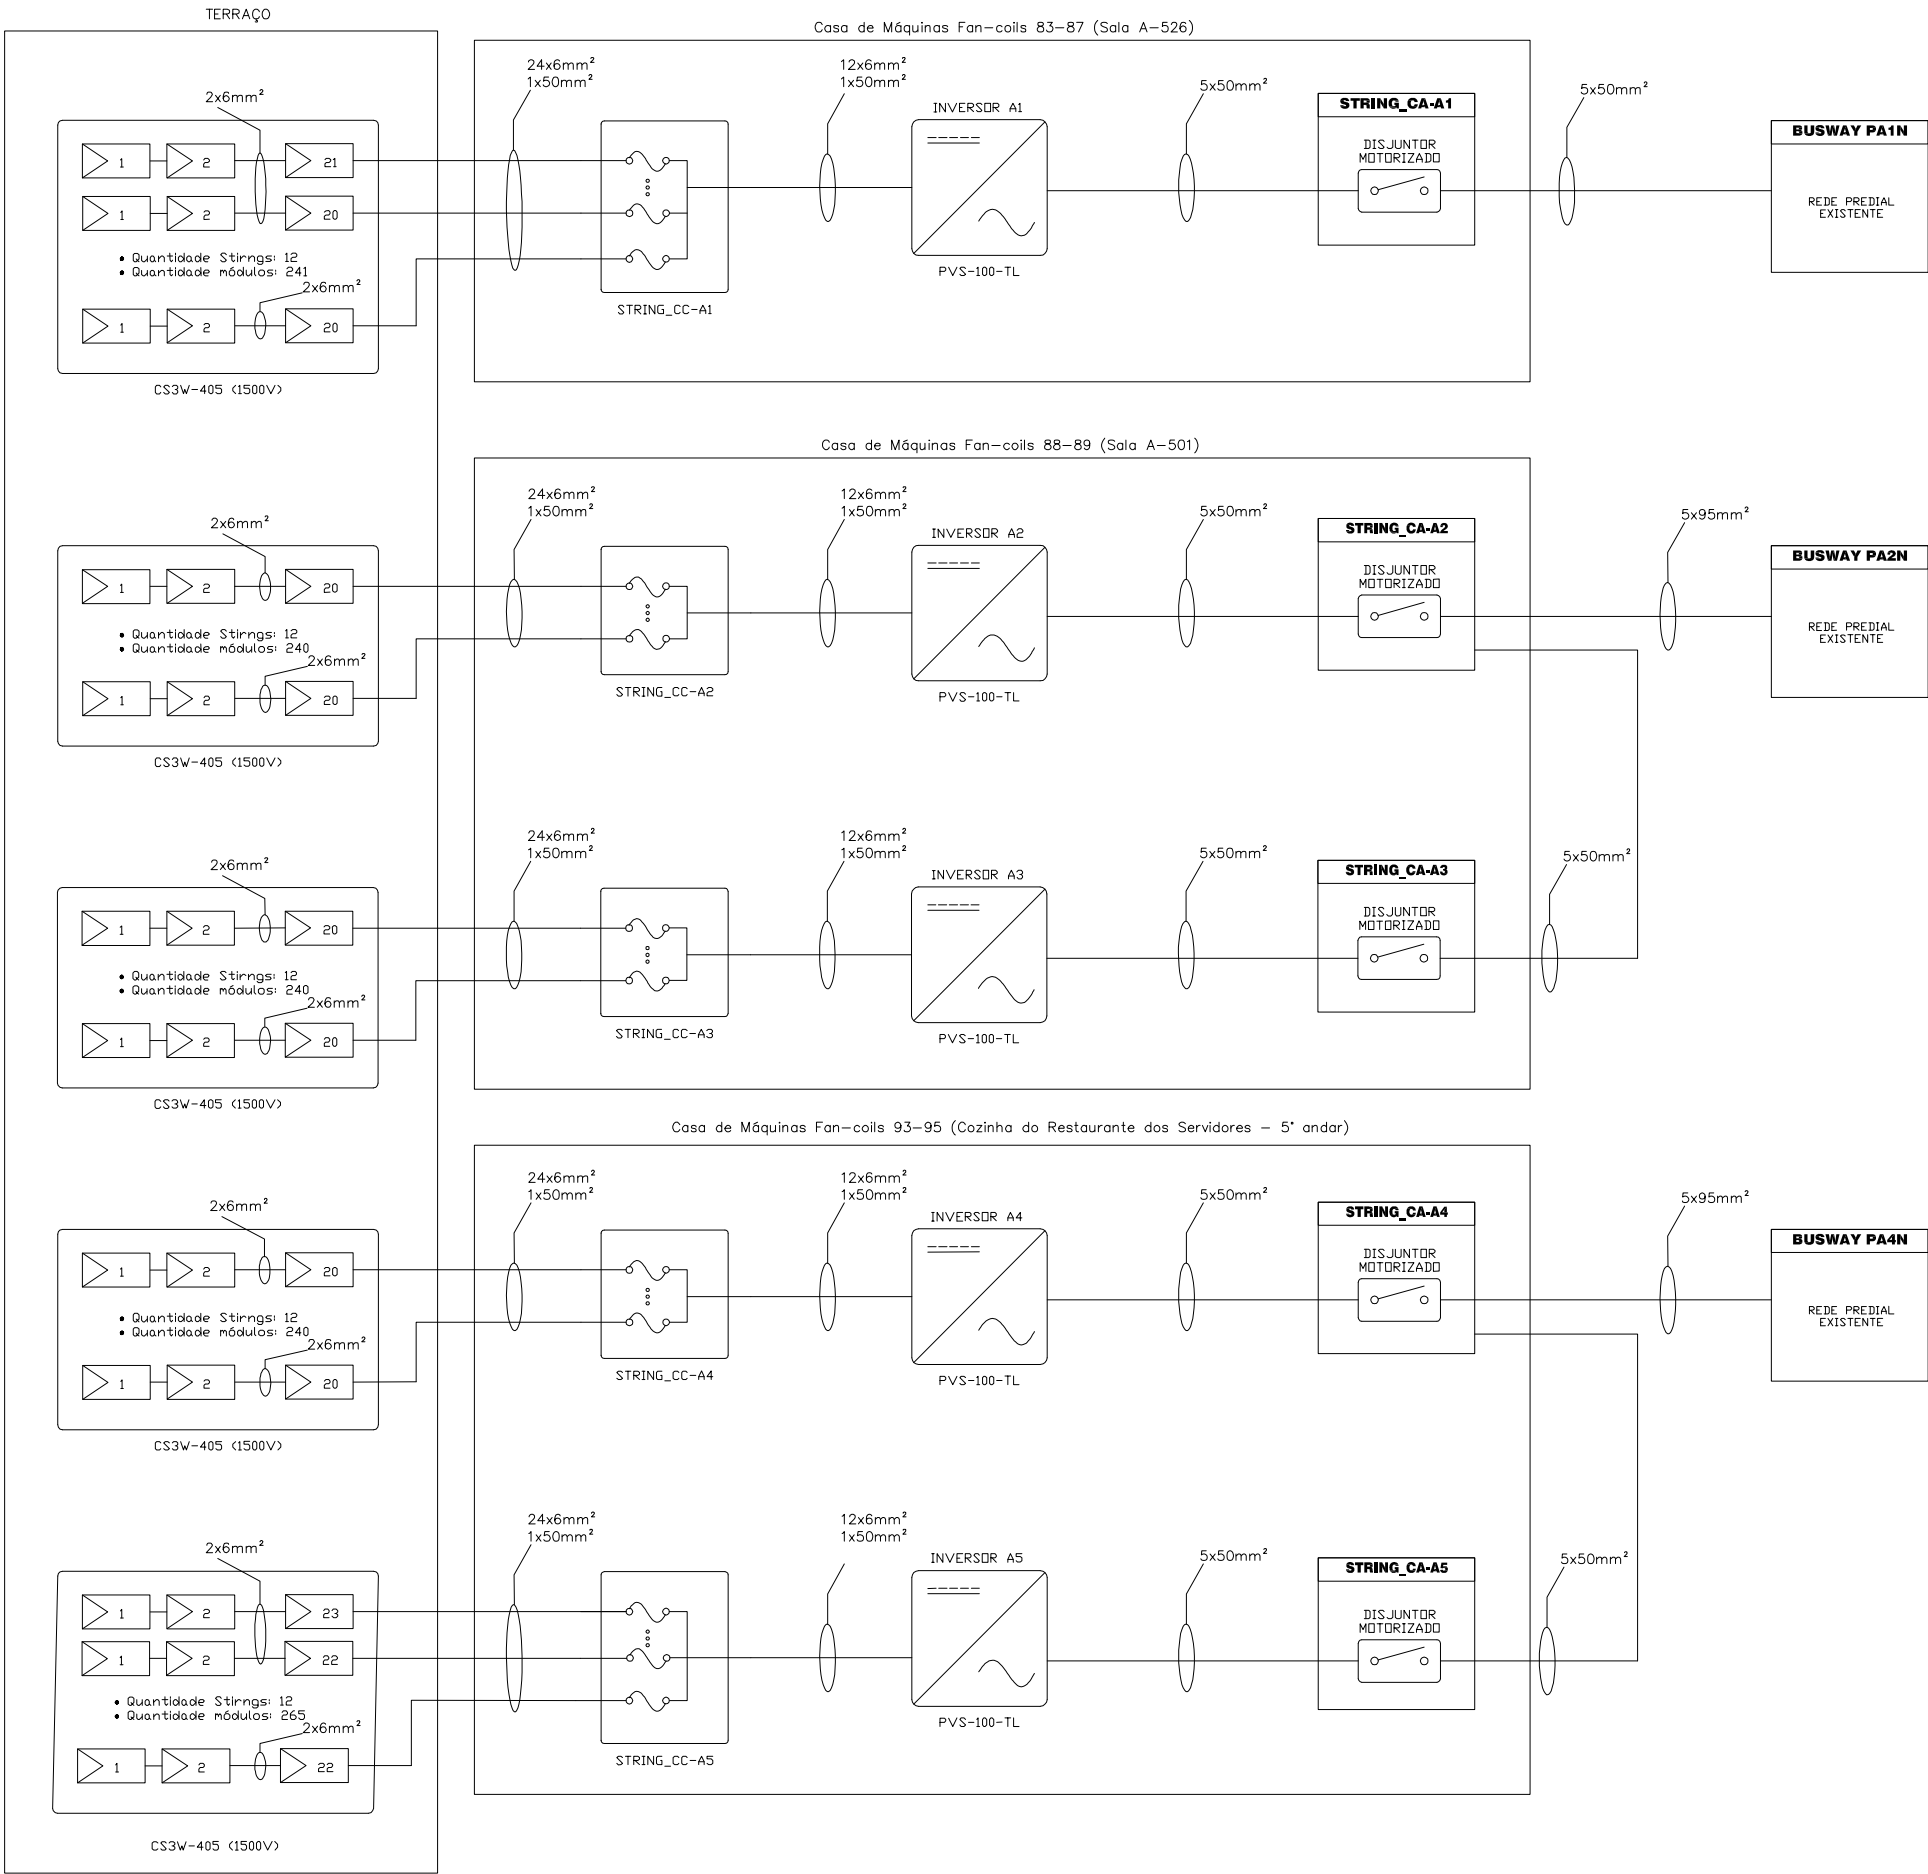 TERRAÇO
Casa de Máquinas Fan-coils 83-87 (Sala A-526)
24x6mm²
1x50mm²
12x6mm²
1x50mm²
5x50mm²
5x50mm²
2x6mm²
INVERSOR A1
STRING_CA-A1
BUSWAY PA1N
DISJUNTOR
MOTORIZADO
1 2 21
1 2 20
REDE PREDIAL
EXISTENTE
• Quantidade Stirngs: 12
• Quantidade módulos: 241
2x6mm²
1 2 20
PVS-100-TL
STRING_CC-A1
CS3W-405 (1500V)
Casa de Máquinas Fan-coils 88-89 (Sala A-501)
24x6mm²
1x50mm²
12x6mm²
1x50mm²
5x50mm²
5x95mm²
2x6mm²
INVERSOR A2
STRING_CA-A2
BUSWAY PA2N
DISJUNTOR
MOTORIZADO
1 2 20
REDE PREDIAL
EXISTENTE
• Quantidade Stirngs: 12
• Quantidade módulos: 240
2x6mm²
1 2 20
STRING_CC-A2
PVS-100-TL
CS3W-405 (1500V)
24x6mm²
1x50mm²
12x6mm²
1x50mm²
5x50mm²
5x50mm²
2x6mm²
INVERSOR A3
STRING_CA-A3
DISJUNTOR
MOTORIZADO
1 2 20
• Quantidade Stirngs: 12
• Quantidade módulos: 240
2x6mm²
1 2 20
STRING_CC-A3
PVS-100-TL
CS3W-405 (1500V)
Casa de Máquinas Fan-coils 93-95 (Cozinha do Restaurante dos Servidores - 5° andar)
24x6mm²
1x50mm²
12x6mm²
1x50mm²
5x50mm²
5x95mm²
2x6mm²
INVERSOR A4
STRING_CA-A4
BUSWAY PA4N
DISJUNTOR
MOTORIZADO
1 2 20
REDE PREDIAL
EXISTENTE
• Quantidade Stirngs: 12
• Quantidade módulos: 240
2x6mm²
1 2 20
STRING_CC-A4
PVS-100-TL
CS3W-405 (1500V)
24x6mm²
1x50mm²
12x6mm²
1x50mm²
5x50mm²
5x50mm²
2x6mm²
INVERSOR A5
STRING_CA-A5
DISJUNTOR
MOTORIZADO
1 2 23
1 2 22
• Quantidade Stirngs: 12
• Quantidade módulos: 265
2x6mm²
1 2 22
PVS-100-TL
STRING_CC-A5
CS3W-405 (1500V)